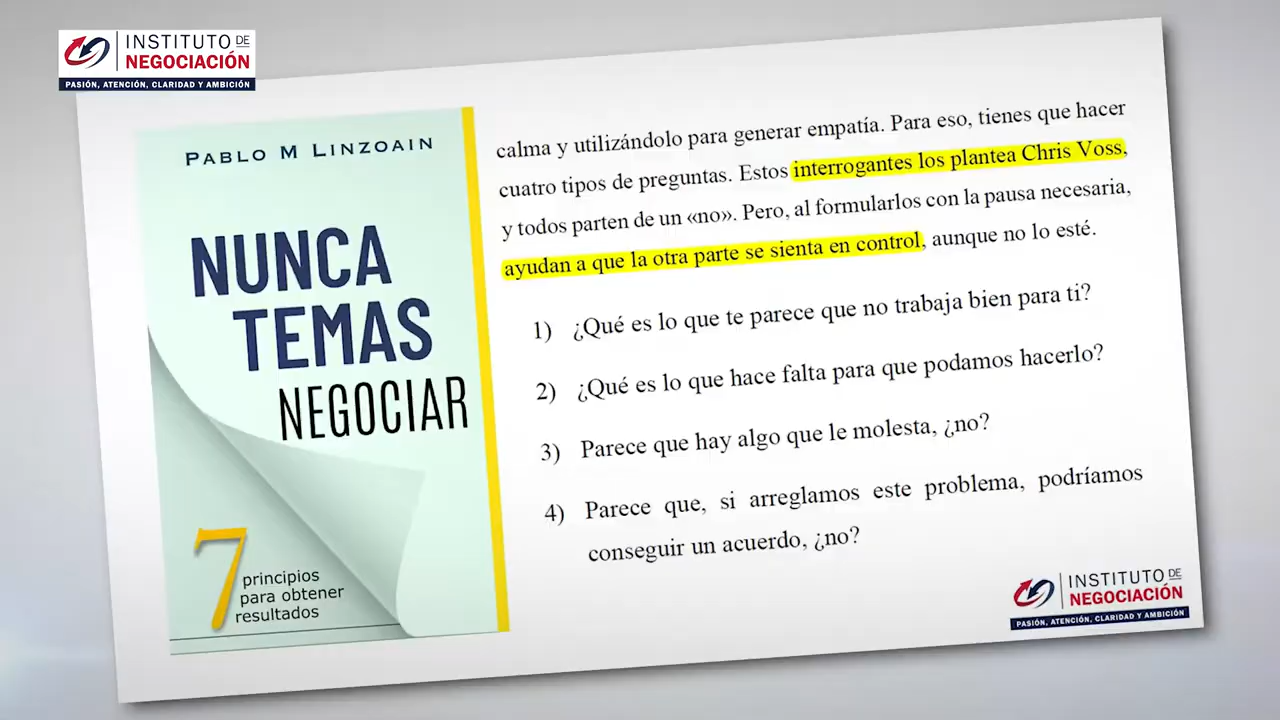 INSTITUTO DE
NEGOCIACIÓN
PASIÓN, ATENCIÓN, CLARIDAD Y AMBICIÓN
PABLO M LINZOAIN
NUNCA
TEMAS
NEGOCIAR
7
principios
para obtener
resultados
calma y utilizándolo para generar empatía. Para eso, tienes que hacer
cuatro tipos de preguntas. Estos interrogantes los plantea Chris Voss,
y todos parten de un «no». Pero, al formularlos con la pausa necesaria,
ayudan a que la otra parte se sienta en control, aunque no lo esté.
1) ¿Qué es lo que te parece que no trabaja bien para ti?
2) ¿Qué es lo que hace falta para que podamos hacerlo?
3) Parece que hay algo que le molesta, ¿no?
4) Parece que, si arreglamos este problema, podríamos
conseguir un acuerdo, ¿no?
INSTITUTO DE
NEGOCIACIÓN
PASIÓN, ATENCIÓN, CLARIDAD Y AMBICIÓN